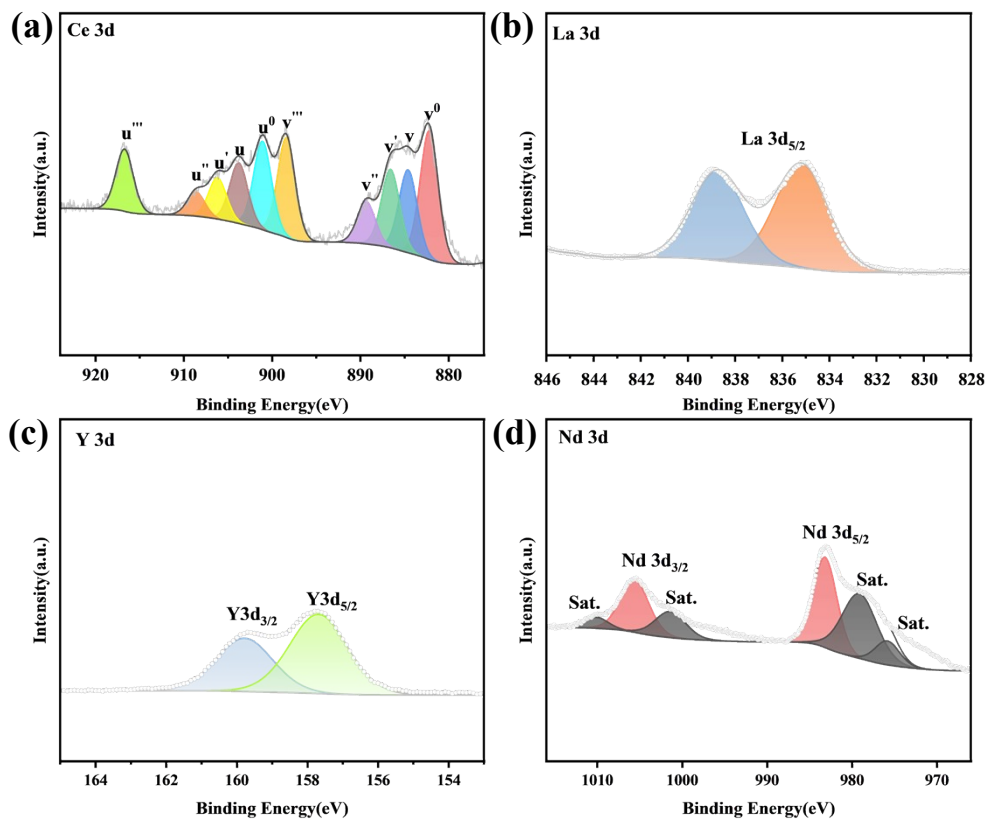 (a)
Ce 3d
u'''
u''
u'
u
u⁰
v'''
v''
v'
v
v⁰
Intensity(a.u.)
920 910 900 890 880
Binding Energy(eV)
(b)
La 3d
La 3d₅/₂
Intensity(a.u.)
846 844 842 840 838 836 834 832 830 828
Binding Energy(eV)
(c)
Y 3d
Y3d₃/₂
Y3d₅/₂
Intensity(a.u.)
164 162 160 158 156 154
Binding Energy(eV)
(d)
Nd 3d
Sat.
Nd 3d₃/₂
Sat.
Nd 3d₅/₂
Sat.
Sat.
Intensity(a.u.)
1010 1000 990 980 970
Binding Energy(eV)